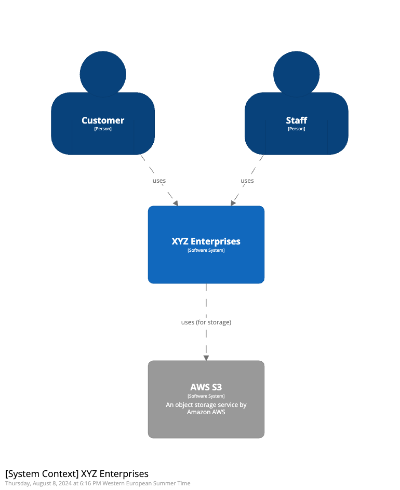 Customer
[Person]
Staff
[Person]
uses
uses
XYZ Enterprises
[Software System]
uses (for storage)
AWS S3
[Software System]
An object storage service by
Amazon AWS
[System Context] XYZ Enterprises
Thursday, August 8, 2024 at 6:16 PM Western European Summer Time